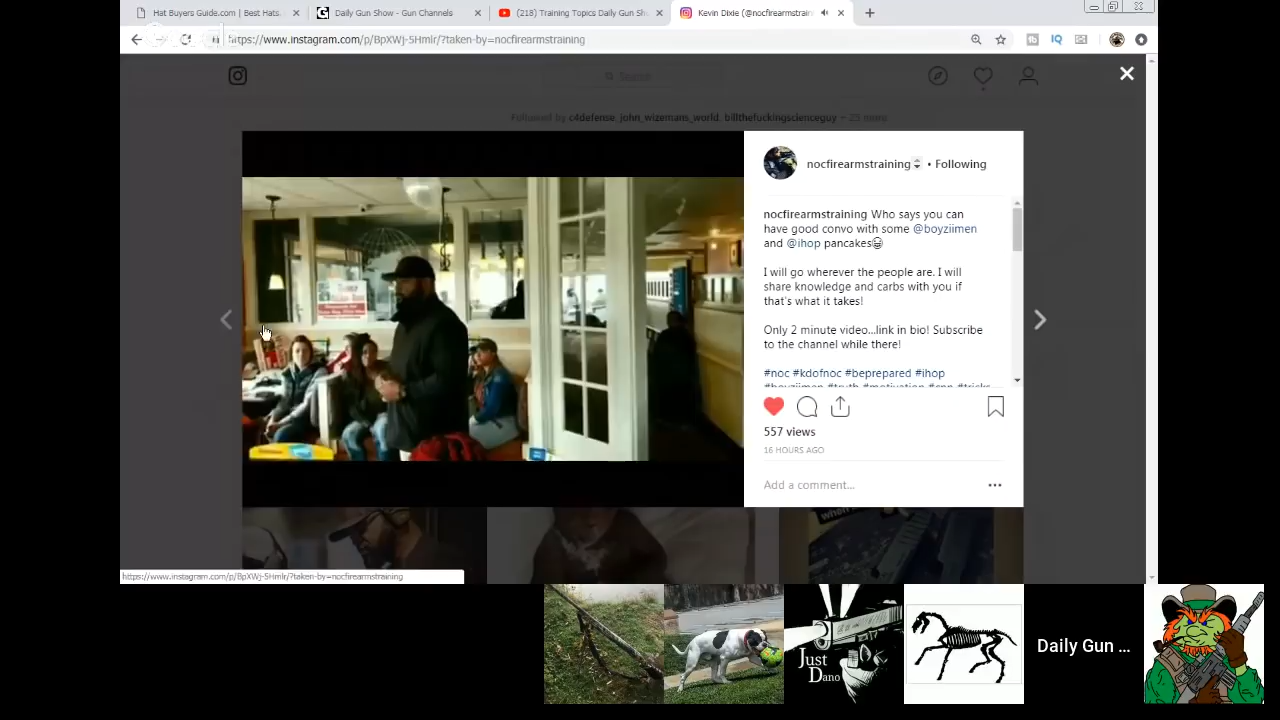 Hat Buyers Guide.com | Best Hats.
Daily Gun Show - Gun Channels
(218) Training Topics Daily Gun Sh
Kevin Dixie (@nocfirearmstrain
https://www.instagram.com/p/BpXWj-SHmlr/?taken-by=nocfirearmstraining
Search
Followed by c4defense, john_wizemans_world, billthefuckingscienceguy + 25 more
nocfirearmstraining • Following
nocfirearmstraining Who says you can
have good convo with some @boyziimen
and @ihop pancakes😀
I will go wherever the people are. I will
share knowledge and carbs with you if
that's what it takes!
Only 2 minute video...link in bio! Subscribe
to the channel while there!
#noc #kdofnoc #beprepared #ihop
#boyziimen #truth #motivation #cnn #tricks
557 views
16 HOURS AGO
Add a comment...
https://www.instagram.com/p/BpXWj-SHmlr/?taken-by=nocfirearmstraining
Just
Dano
Daily Gun ...